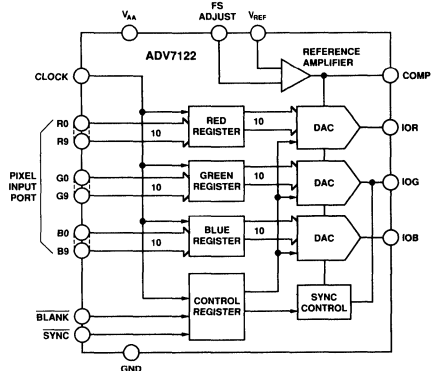 V_AA
FS ADJUST
V_REF
ADV7122
REFERENCE AMPLIFIER
CLOCK
COMP
R0
R9
10
RED REGISTER
10
DAC
IOR
PIXEL INPUT PORT
G0
G9
10
GREEN REGISTER
10
DAC
IOG
B0
B9
10
BLUE REGISTER
10
DAC
IOB
CONTROL REGISTER
SYNC CONTROL
BLANK
SYNC
GND